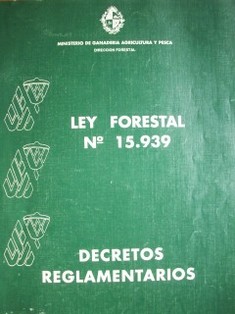 MINISTERIO DE GANADERIA AGRICULTURA Y PESCA
DIRECCION FORESTAL
LEY FORESTAL
Nº 15.939
DECRETOS
REGLAMENTARIOS